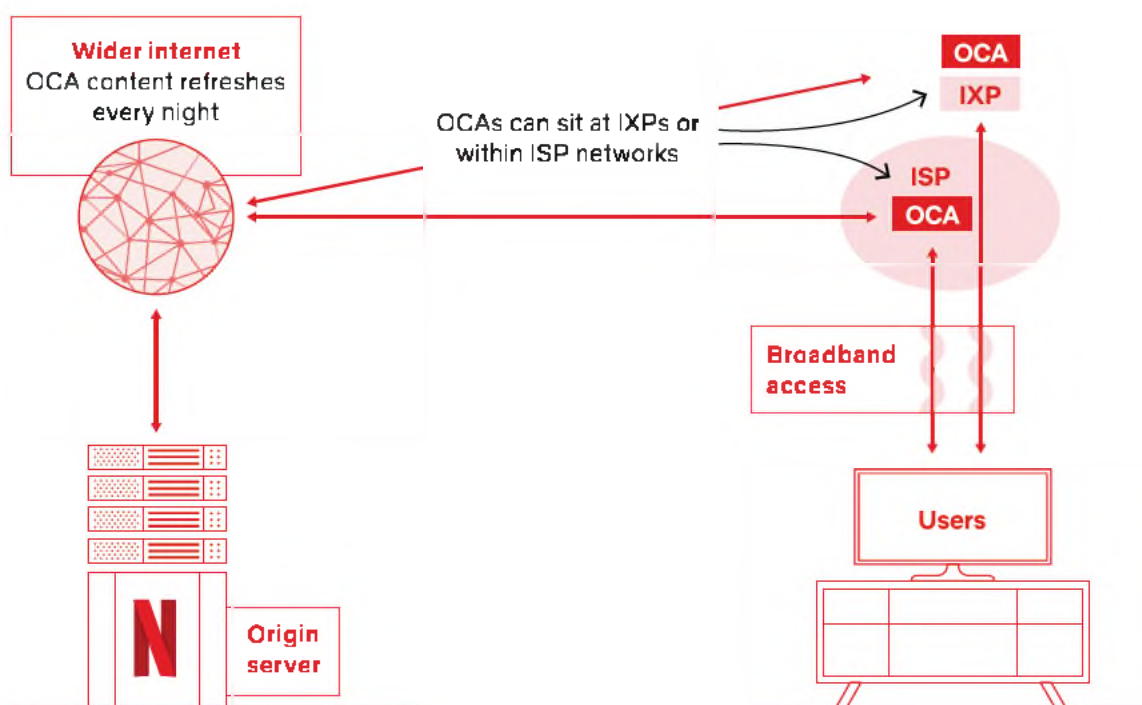 Wider internet
OCA content refreshes
every night
OCAs can sit at IXPs or
within ISP networks
OCA
IXP
ISP
OCA
Broadband
access
Users
N
Origin
server